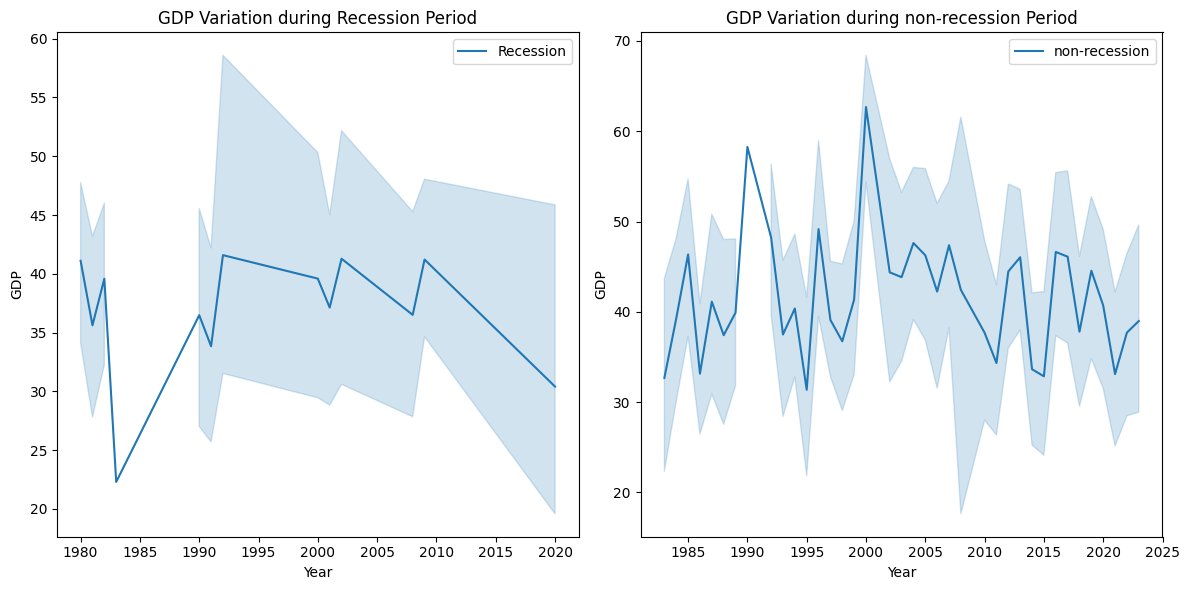 GDP Variation during Recession Period
GDP
60
55
50
45
40
35
30
25
20
1980 1985 1990 1995 2000 2005 2010 2015 2020
Year
Recession
GDP Variation during non-recession Period
GDP
70
60
50
40
30
20
1985 1990 1995 2000 2005 2010 2015 2020 2025
Year
non-recession